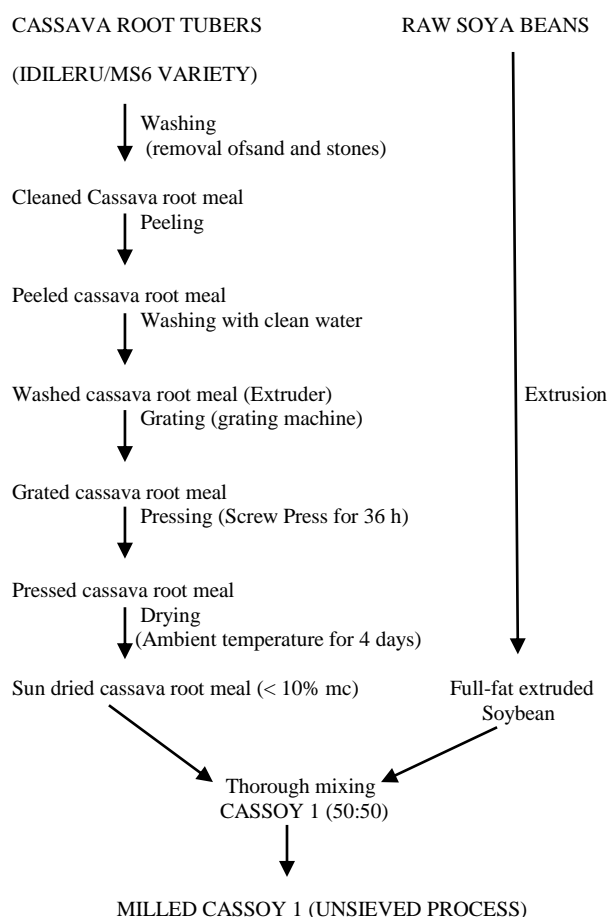 CASSAVA ROOT TUBERS
RAW SOYA BEANS
(IDILERU/MS6 VARIETY)
Washing
(removal ofsand and stones)
Cleaned Cassava root meal
Peeling
Peeled cassava root meal
Washing with clean water
Washed cassava root meal (Extruder)
Extrusion
Grating (grating machine)
Grated cassava root meal
Pressing (Screw Press for 36 h)
Pressed cassava root meal
Drying
(Ambient temperature for 4 days)
Sun dried cassava root meal (< 10% mc)
Full-fat extruded
Soybean
Thorough mixing
CASSOY 1 (50:50)
MILLED CASSOY 1 (UNSIEVED PROCESS)